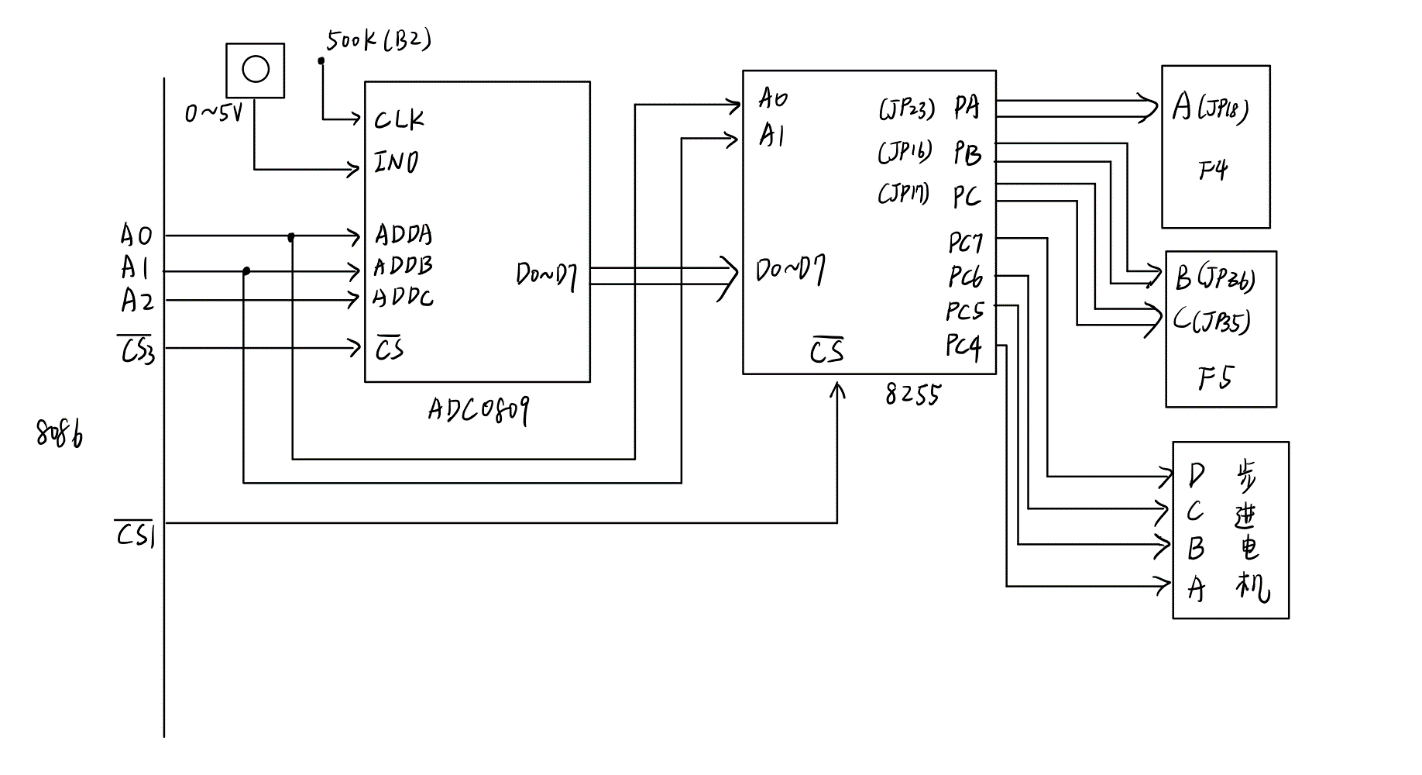 500K(B2)
0~5V
CLK
IN0
A0
A1
A2
CS3
ADDA
ADDB
ADDC
CS
D0~D7
ADC0809
8086
CS1
A0
A1
D0~D7
CS
(JP23) PA
(JP16) PB
(JP17) PC
PC7
PC6
PC5
PC4
8255
A(JP18)
F4
B(JP36)
C(JP35)
F5
D 步
C 进
B 电
A 机